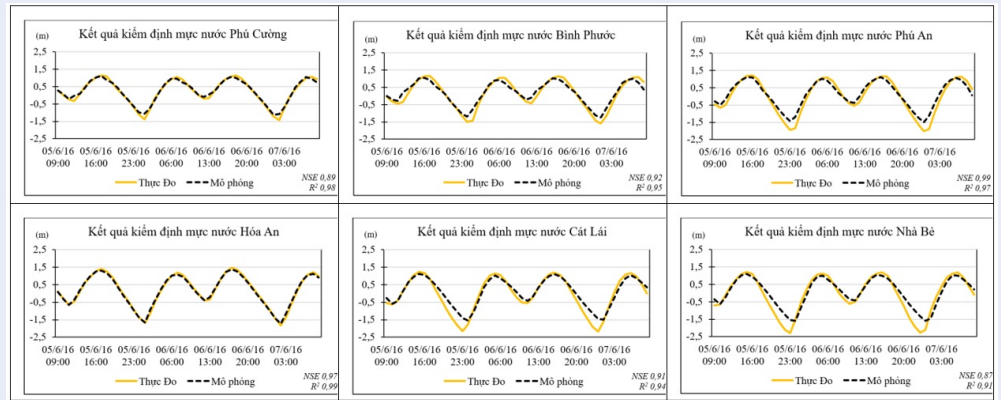 Kết quả kiểm định mực nước Phú Cường
(m)
2,5
1,5
0,5
-0,5
-1,5
-2,5
05/6/16 05/6/16 05/6/16 06/6/16 06/6/16 06/6/16 07/6/16
09:00 16:00 23:00 06:00 13:00 20:00 03:00
Thực Đo Mô phỏng
NSE 0,89
R² 0,98
Kết quả kiểm định mực nước Bình Phước
(m)
2,5
1,5
0,5
-0,5
-1,5
-2,5
05/6/16 05/6/16 05/6/16 06/6/16 06/6/16 06/6/16 07/6/16
09:00 16:00 23:00 06:00 13:00 20:00 03:00
Thực Đo Mô phỏng
NSE 0,92
R² 0,95
Kết quả kiểm định mực nước Phú An
(m)
2,5
1,5
0,5
-0,5
-1,5
-2,5
05/6/16 05/6/16 05/6/16 06/6/16 06/6/16 06/6/16 07/6/16
09:00 16:00 23:00 06:00 13:00 20:00 03:00
Thực Đo Mô phỏng
NSE 0,99
R² 0,97
Kết quả kiểm định mực nước Hóa An
(m)
2,5
1,5
0,5
-0,5
-1,5
-2,5
05/6/16 05/6/16 05/6/16 06/6/16 06/6/16 06/6/16 07/6/16
09:00 16:00 23:00 06:00 13:00 20:00 03:00
Thực Đo Mô phỏng
NSE 0,97
R² 0,99
Kết quả kiểm định mực nước Cát Lái
(m)
2,5
1,5
0,5
-0,5
-1,5
-2,5
05/6/16 05/6/16 05/6/16 06/6/16 06/6/16 06/6/16 07/6/16
09:00 16:00 23:00 06:00 13:00 20:00 03:00
Thực Đo Mô phỏng
NSE 0,91
R² 0,94
Kết quả kiểm định mực nước Nhà Bè
(m)
2,5
1,5
0,5
-0,5
-1,5
-2,5
05/6/16 05/6/16 05/6/16 06/6/16 06/6/16 06/6/16 07/6/16
09:00 16:00 23:00 06:00 13:00 20:00 03:00
Thực Đo Mô phỏng
NSE 0,87
R² 0,91